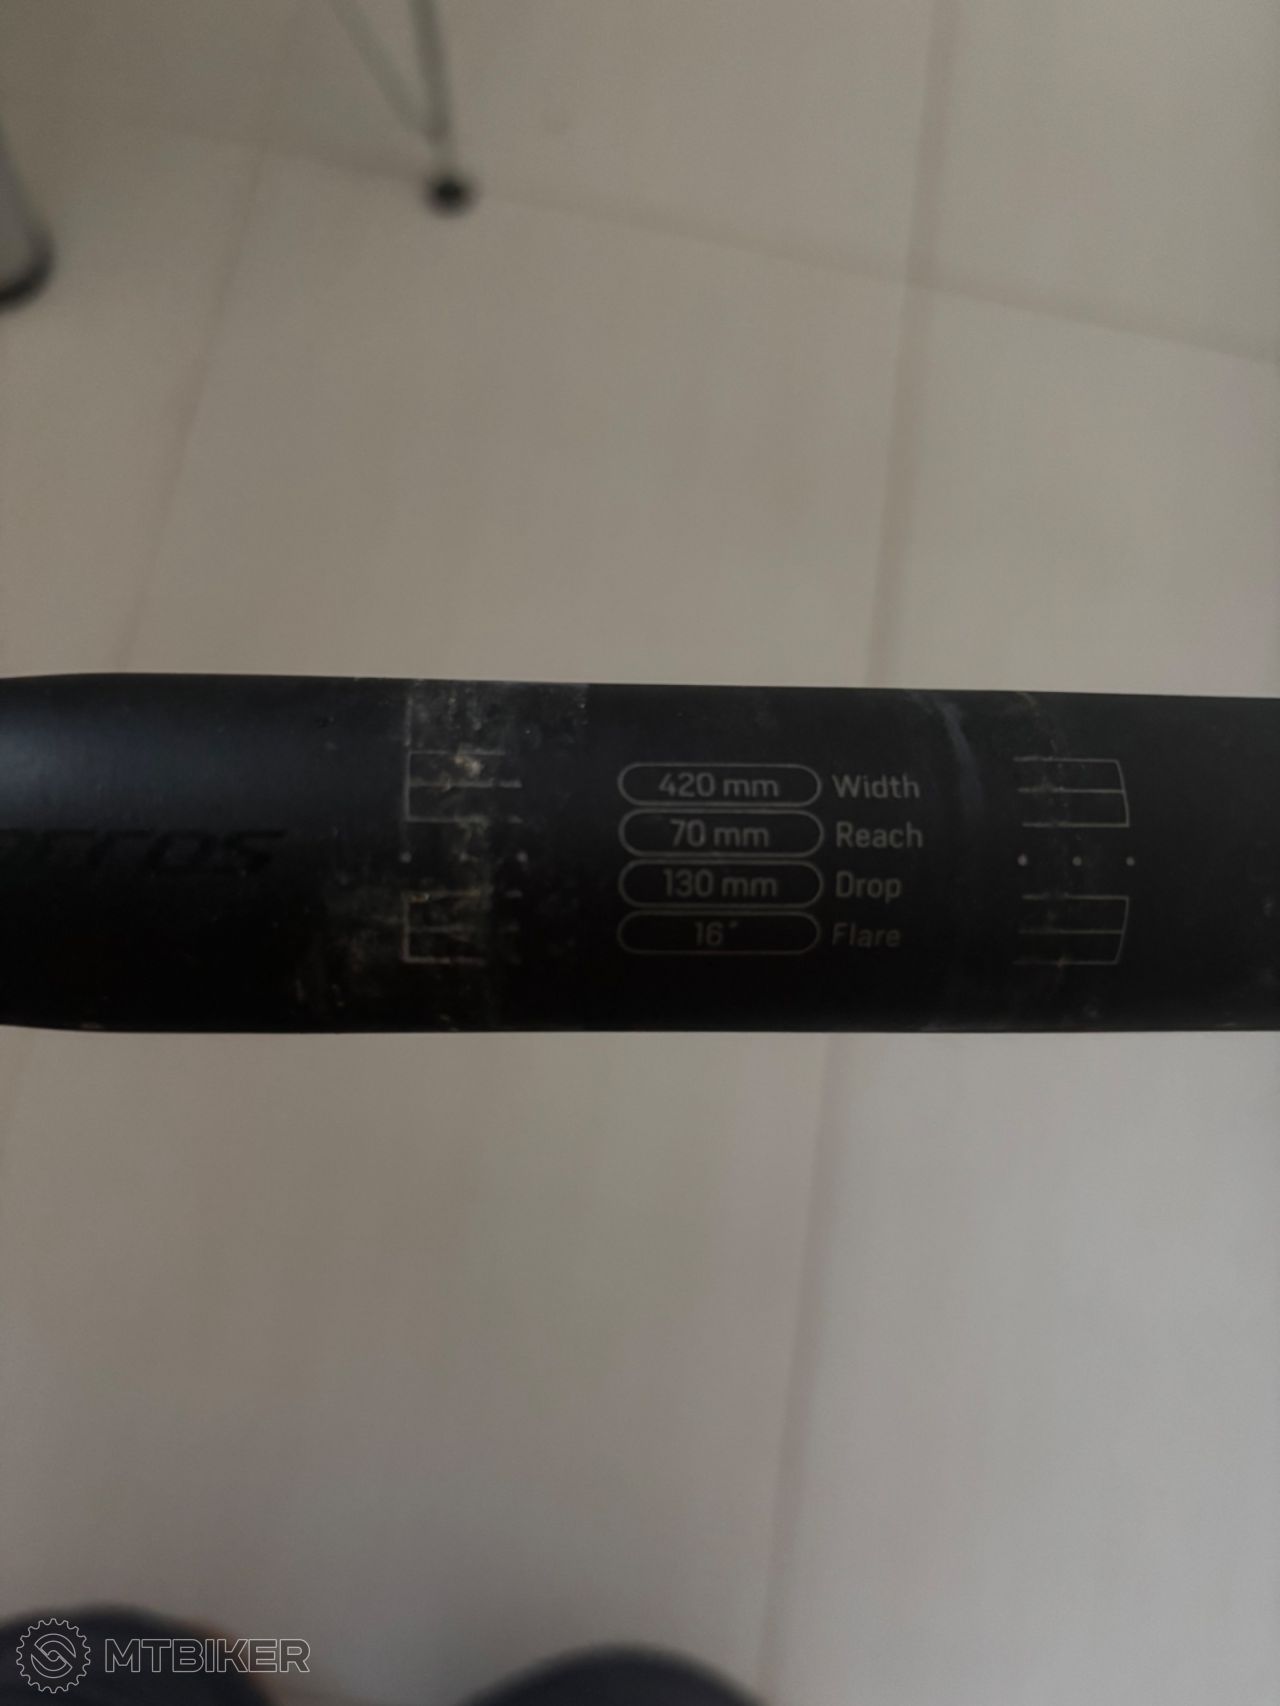 420 mm Width
70 mm Reach
130 mm Drop
16° Flare
MTBIKER